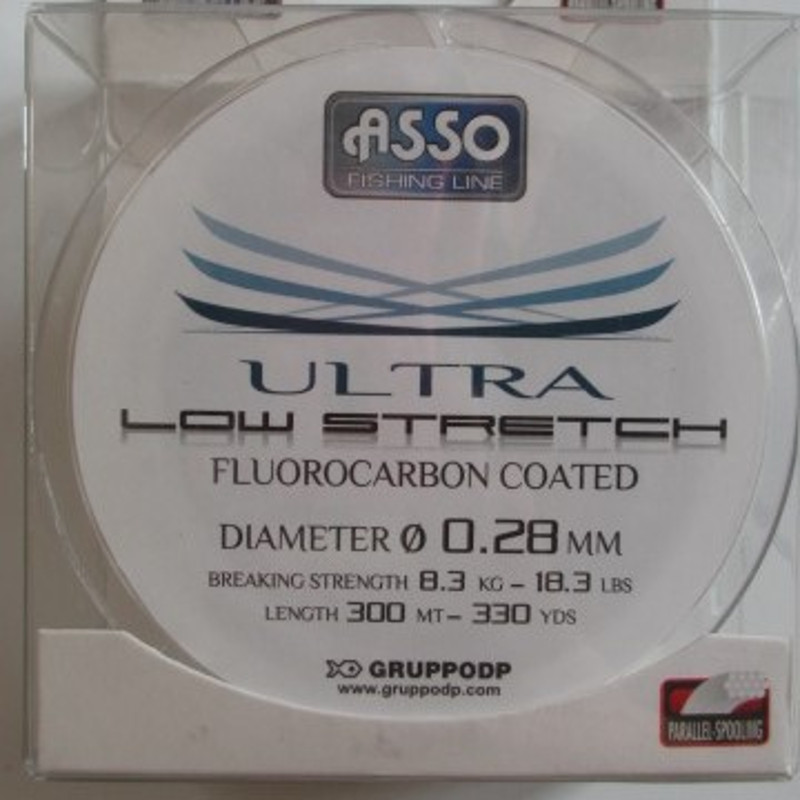 ASSO
FISHING LINE
ULTRA
LOW STRETCH
FLUOROCARBON COATED
DIAMETER Ø 0.28 MM
BREAKING STRENGTH 8.3 KG - 18.3 LBS
LENGTH 300 MT- 330 YDS
GRUPPODP
www.gruppodp.com
PARALLEL-SPOOLING